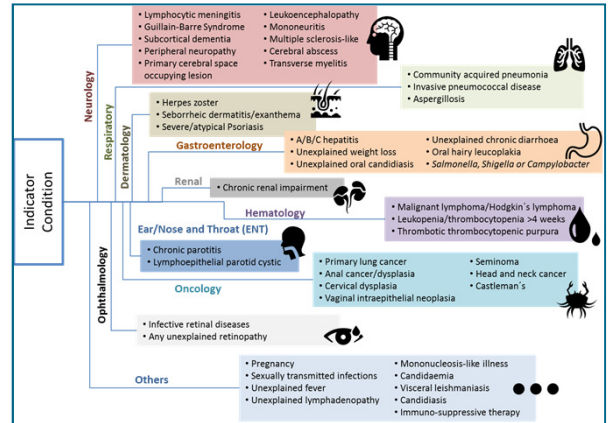 Indicator
Condition
Neurology
• Lymphocytic meningitis
• Guillain-Barre Syndrome
• Subcortical dementia
• Peripheral neuropathy
• Primary cerebral space
occupying lesion
• Leukoencephalopathy
• Mononeuritis
• Multiple sclerosis-like
• Cerebral abscess
• Transverse myelitis
Respiratory
• Community acquired pneumonia
• Invasive pneumococcal disease
• Aspergillosis
Dermatology
• Herpes zoster
• Seborrheic dermatitis/exanthema
• Severe/atypical Psoriasis
Gastroenterology
• A/B/C hepatitis
• Unexplained weight loss
• Unexplained oral candidiasis
• Unexplained chronic diarrhoea
• Oral hairy leucoplakia
• Salmonella, Shigella or Campylobacter
Renal
• Chronic renal impairment
Hematology
• Malignant lymphoma/Hodgkin´s lymphoma
• Leukopenia/thrombocytopenia >4 weeks
• Thrombotic thrombocytopenic purpura
Ear/Nose and Throat (ENT)
• Chronic parotitis
• Lymphoepithelial parotid cystic
Oncology
• Primary lung cancer
• Anal cancer/dysplasia
• Cervical dysplasia
• Vaginal intraepithelial neoplasia
• Seminoma
• Head and neck cancer
• Castleman´s
Ophthalmology
• Infective retinal diseases
• Any unexplained retinopathy
Others
• Pregnancy
• Sexually transmitted infections
• Unexplained fever
• Unexplained lymphadenopathy
• Mononucleosis-like illness
• Candidaemia
• Visceral leishmaniasis
• Candidiasis
• Immuno-suppressive therapy